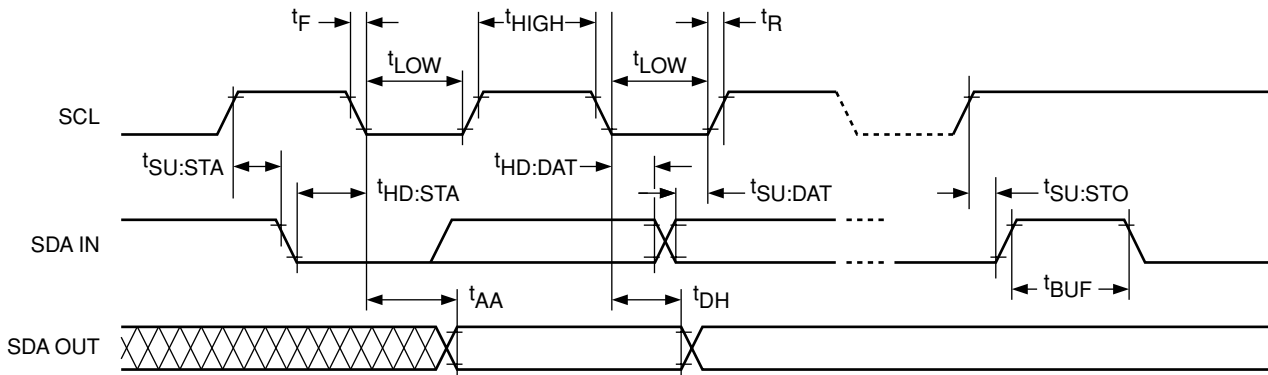 tF
tHIGH
tR
tLOW
tLOW
SCL
tSU:STA
tHD:STA
tHD:DAT
tSU:DAT
tSU:STO
SDA IN
tBUF
tAA
tDH
SDA OUT